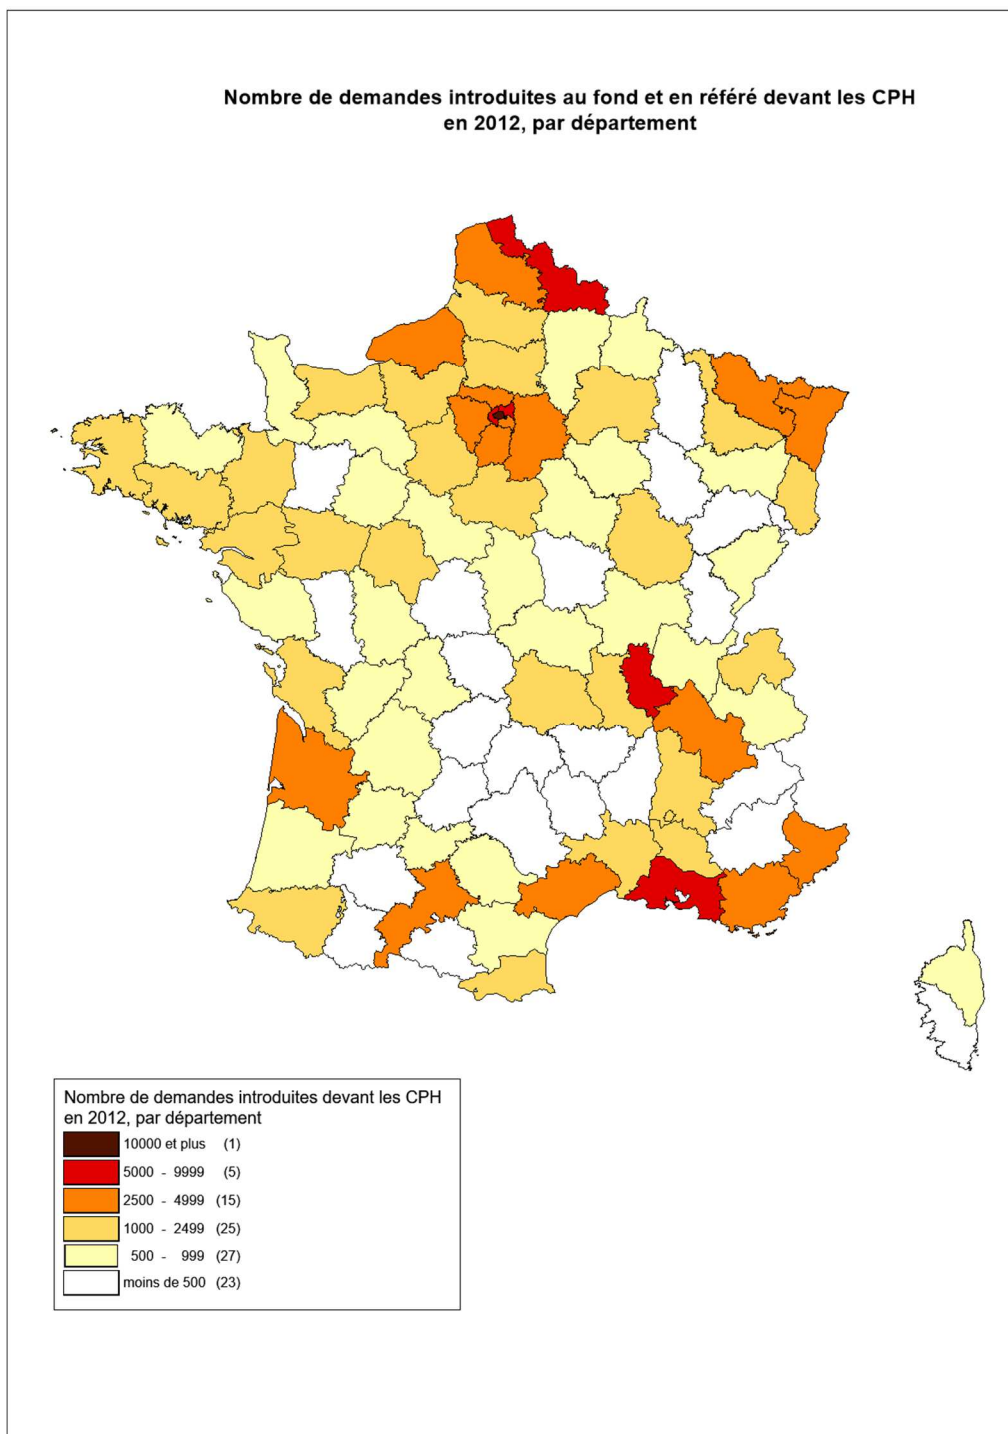 Nombre de demandes introduites au fond et en référé devant les CPH
en 2012, par département
Nombre de demandes introduites devant les CPH
en 2012, par département
10000 et plus (1)
5000 - 9999 (5)
2500 - 4999 (15)
1000 - 2499 (25)
500 - 999 (27)
moins de 500 (23)